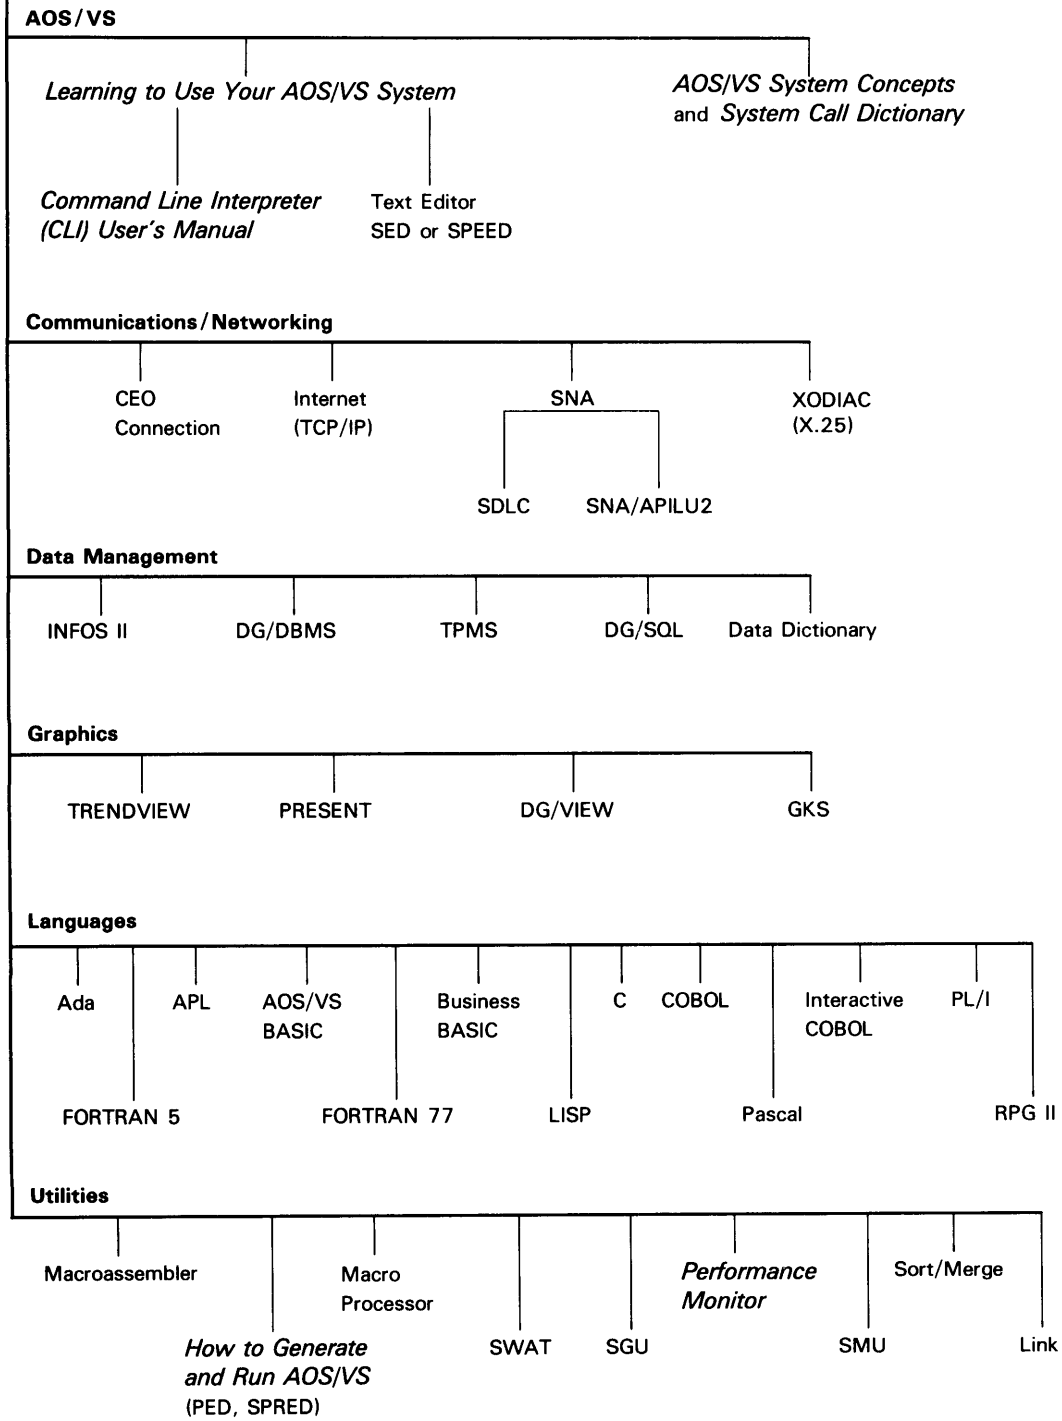 AOS/VS
Learning to Use Your AOS/VS System
AOS/VS System Concepts
and System Call Dictionary
Command Line Interpreter
(CLI) User's Manual
Text Editor
SED or SPEED
Communications/Networking
CEO
Connection
Internet
(TCP/IP)
SNA
XODIAC
(X.25)
SDLC
SNA/APILU2
Data Management
INFOS II
DG/DBMS
TPMS
DG/SQL
Data Dictionary
Graphics
TRENDVIEW
PRESENT
DG/VIEW
GKS
Languages
Ada
APL
AOS/VS
BASIC
Business
BASIC
C
COBOL
Interactive
COBOL
PL/I
FORTRAN 5
FORTRAN 77
LISP
Pascal
RPG II
Utilities
Macroassembler
Macro
Processor
Performance
Monitor
Sort/Merge
How to Generate
and Run AOS/VS
(PED, SPRED)
SWAT
SGU
SMU
Link